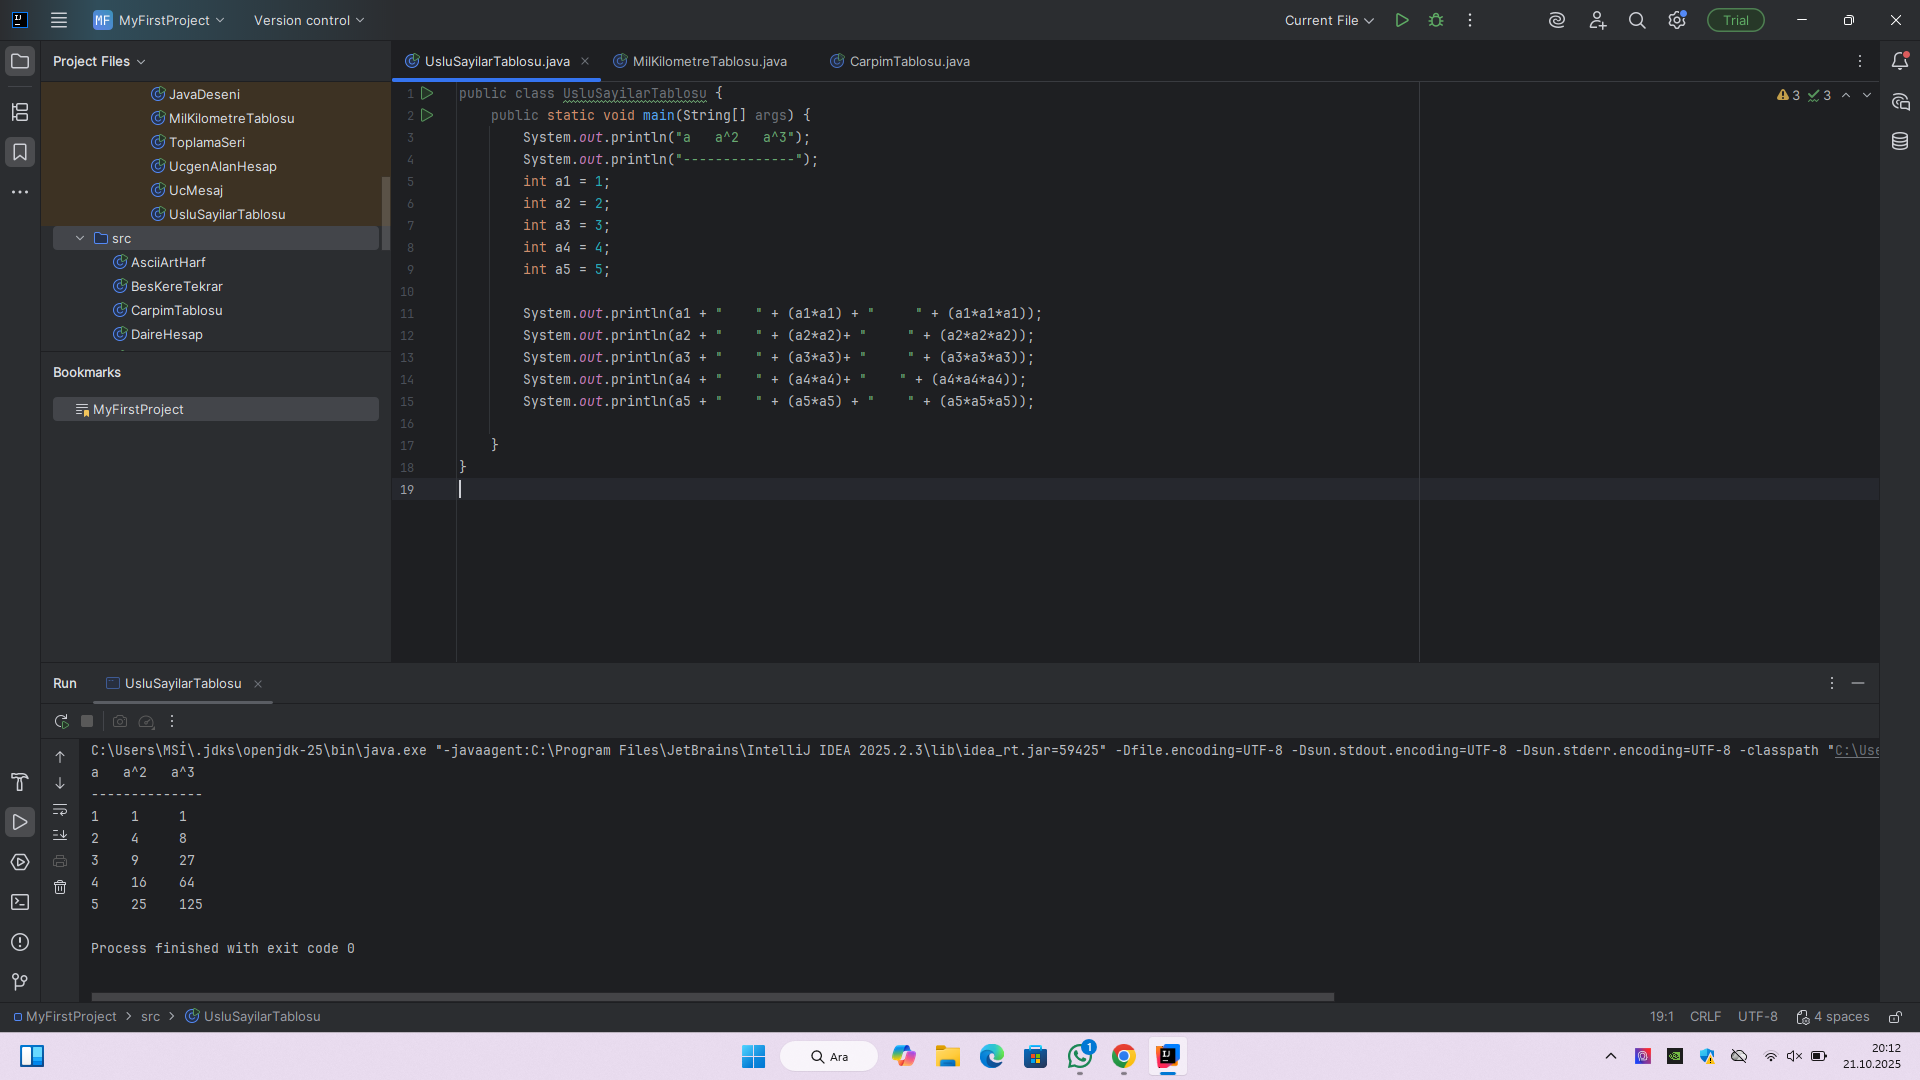 MF MyFirstProject Version control Current File Trial
Project Files
UsluSayilarTablosu.java MilKilometreTablosu.java CarpimTablosu.java
JavaDeseni
MilKilometreTablosu
ToplamaSeri
UcgenAlanHesap
UcMesaj
UsluSayilarTablosu
src
AsciiArtHarf
BesKereTekrar
CarpimTablosu
DaireHesap
Bookmarks
MyFirstProject
3 3
1 public class UsluSayilarTablosu {
2     public static void main(String[] args) {
3         System.out.println("a   a^2   a^3");
4         System.out.println("--------------");
5         int a1 = 1;
6         int a2 = 2;
7         int a3 = 3;
8         int a4 = 4;
9         int a5 = 5;
10
11         System.out.println(a1 + "    " + (a1*a1) + "     " + (a1*a1*a1));
12         System.out.println(a2 + "    " + (a2*a2)+ "     " + (a2*a2*a2));
13         System.out.println(a3 + "    " + (a3*a3)+ "     " + (a3*a3*a3));
14         System.out.println(a4 + "    " + (a4*a4)+ "    " + (a4*a4*a4));
15         System.out.println(a5 + "    " + (a5*a5) + "    " + (a5*a5*a5));
16
17     }
18 }
19
Run UsluSayilarTablosu
C:\Users\MSİ\.jdks\openjdk-25\bin\java.exe "-javaagent:C:\Program Files\JetBrains\IntelliJ IDEA 2025.2.3\lib\idea_rt.jar=59425" -Dfile.encoding=UTF-8 -Dsun.stdout.encoding=UTF-8 -Dsun.stderr.encoding=UTF-8 -classpath "C:\Use
a   a^2   a^3
--------------
1    1     1
2    4     8
3    9     27
4    16    64
5    25    125
Process finished with exit code 0
MyFirstProject > src > UsluSayilarTablosu 19:1 CRLF UTF-8 4 spaces
Ara
1
20:12
21.10.2025